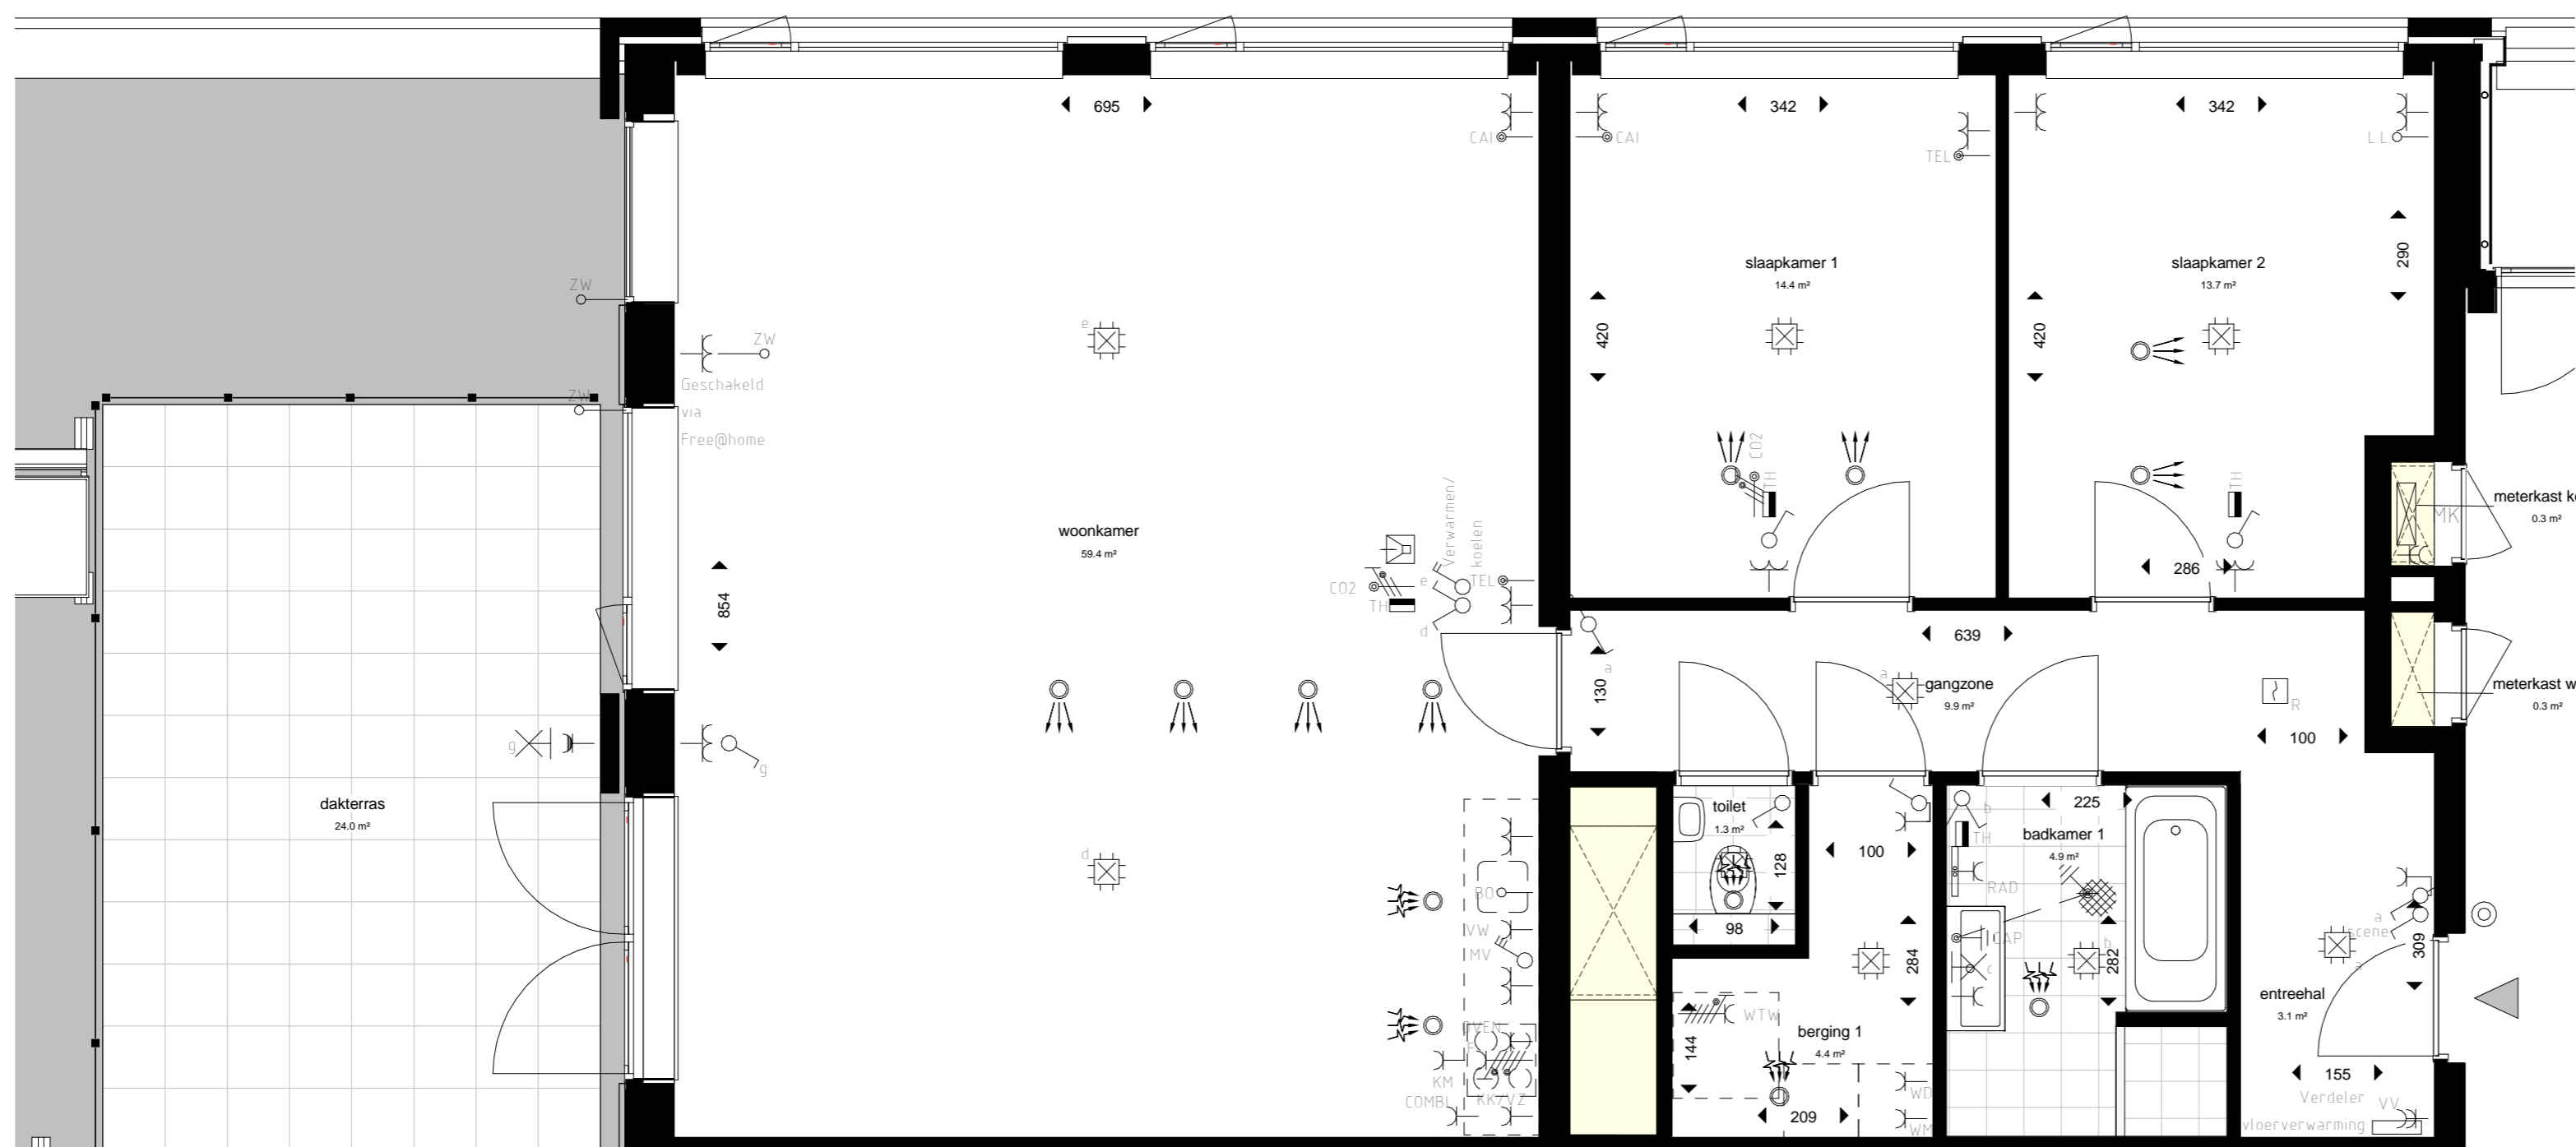 695
342
342
CAI
CAI
TEL
L.L
290
slaapkamer 1
14.4 m²
slaapkamer 2
13.7 m²
ZW
e
420
420
ZW
Geschakeld
via
Free@home
ZW
CO2
TH
TH
meterkast
0.3 m²
MK
woonkamer
59.4 m²
Verwarmen/
koelen
CO2
TH
e
d
TEL
854
286
639
a
130
a
gangzone
9.9 m²
meterkast
0.3 m²
R
100
g
g
dakterras
24.0 m²
toilet
1.3 m²
128
98
100
b
225
badkamer 1
4.9 m²
TH
RAD
d
BO
VW
MV
CAP
c
b
282
284
a
scene
a
309
entreehal
3.1 m²
OVEN
WTW
berging 1
4.4 m²
144
KM
COMBI
KK/VZ
209
WD
WM
155
Verdeler
VV
vloerverwarming